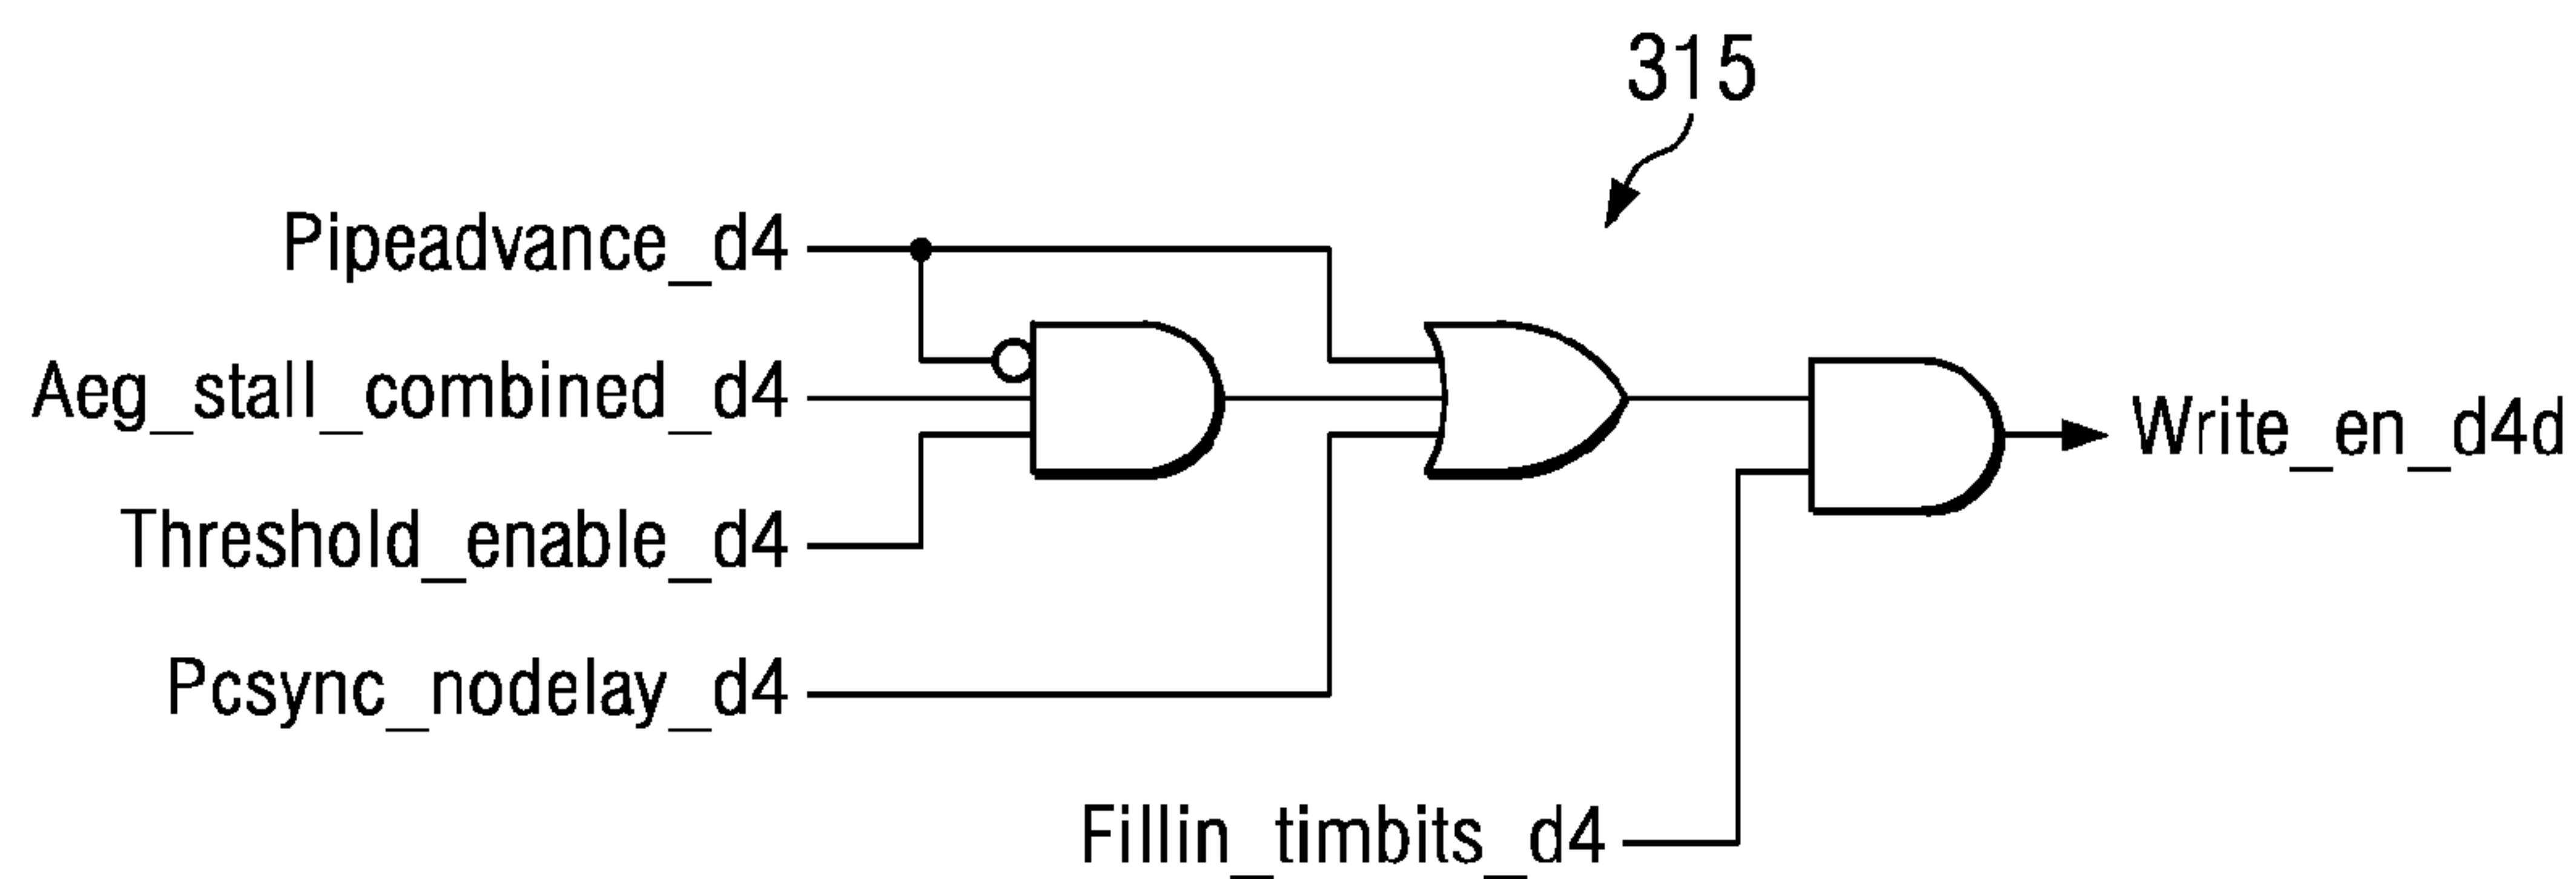 315
Pipeadvance_d4
Aeg_stall_combined_d4
Threshold_enable_d4
Pcsync_nodelay_d4
Fillin_timbits_d4
Write_en_d4d